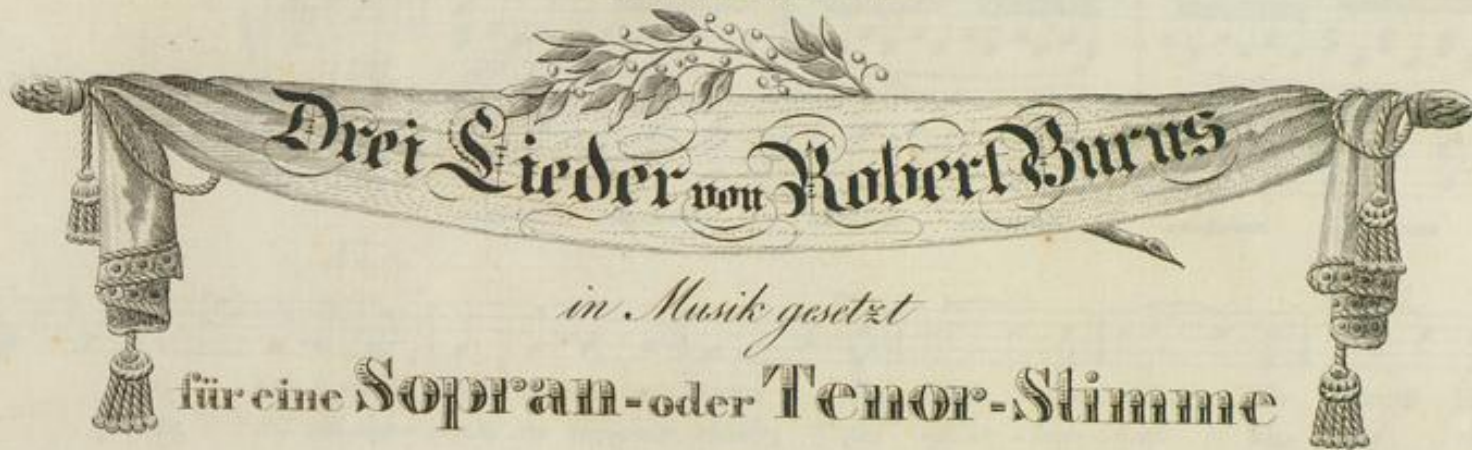 Drei Lieder von Robert Burns
in Musik gesetzt
für eine Sopran-oder Tenor-Stimme